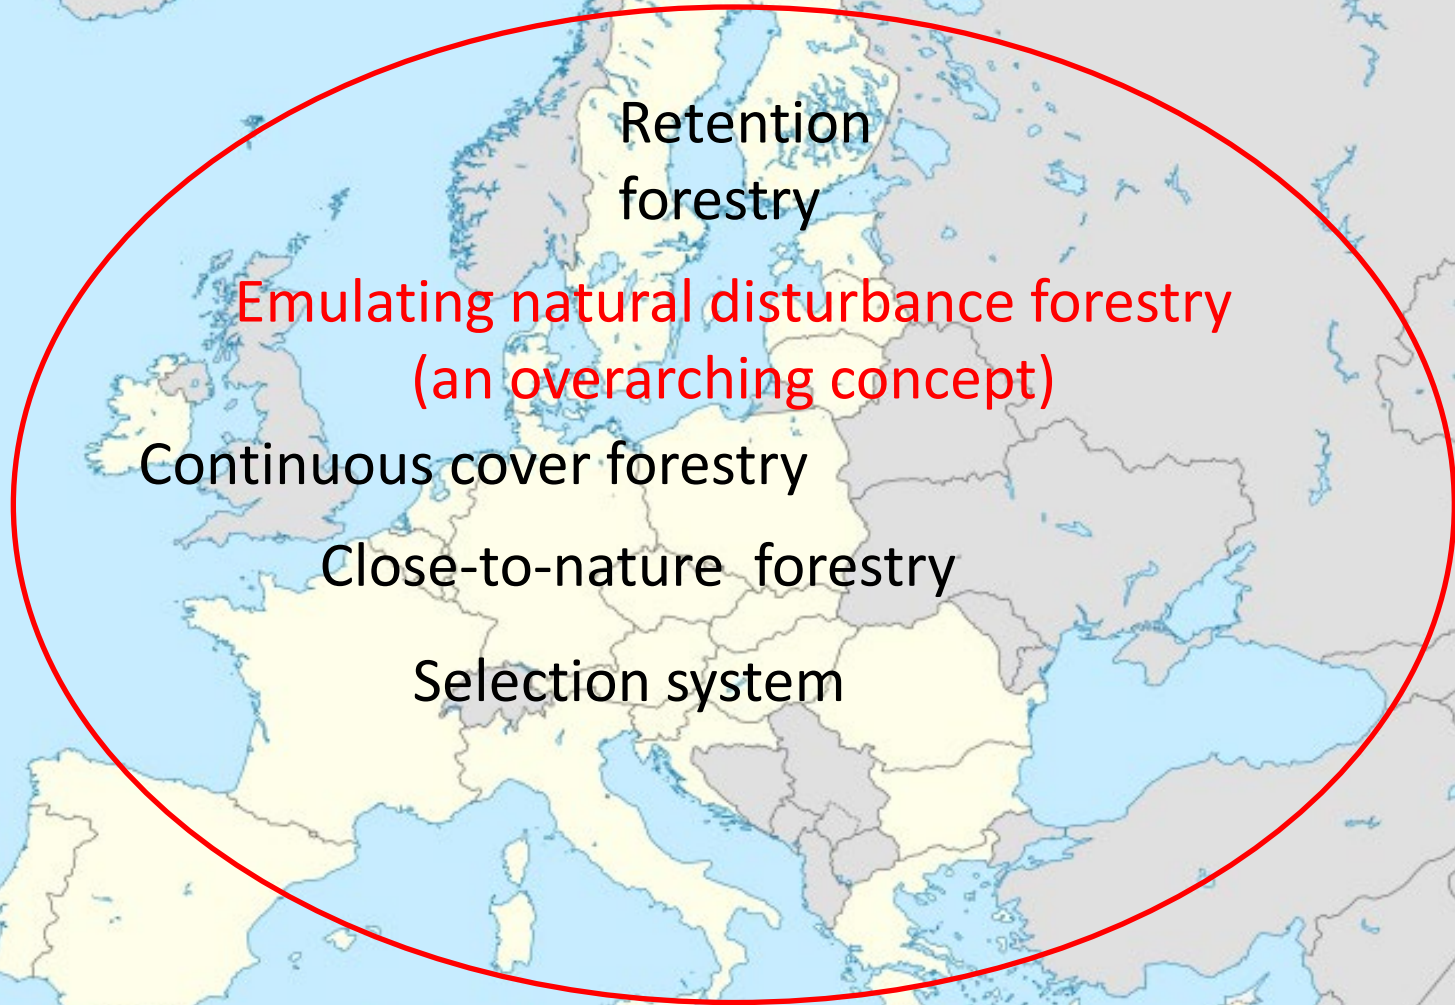 Retention
forestry
Emulating natural disturbance forestry
(an overarching concept)
Continuous cover forestry
Close-to-nature  forestry
Selection system